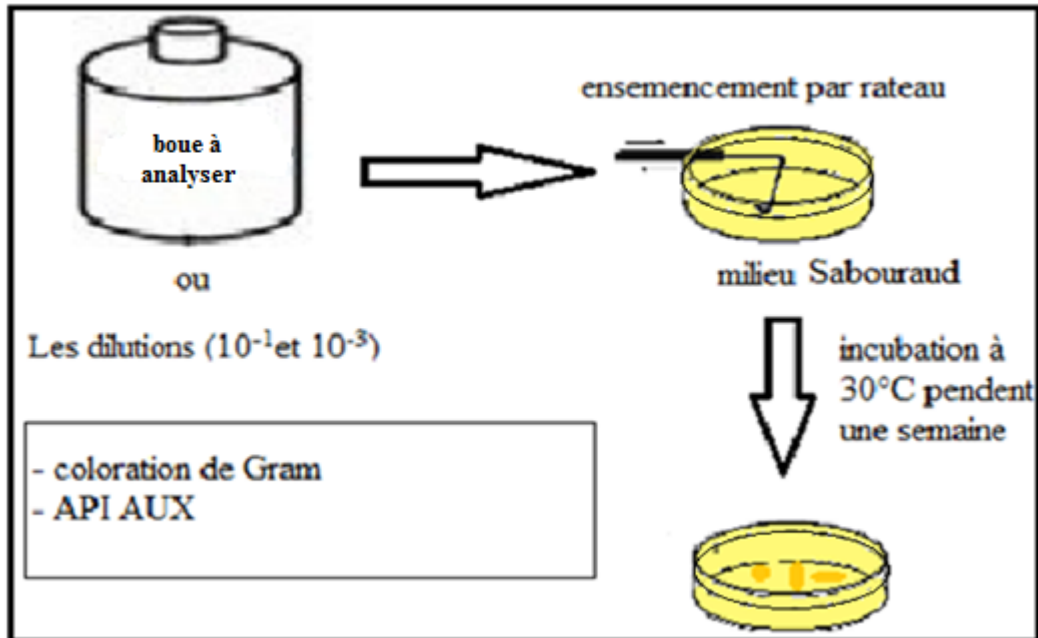 boue à
analyser
ou
Les dilutions (10⁻¹et 10⁻³)
ensemencement par rateau
milieu Sabouraud
incubation à
30°C pendent
une semaine
- coloration de Gram
- API AUX